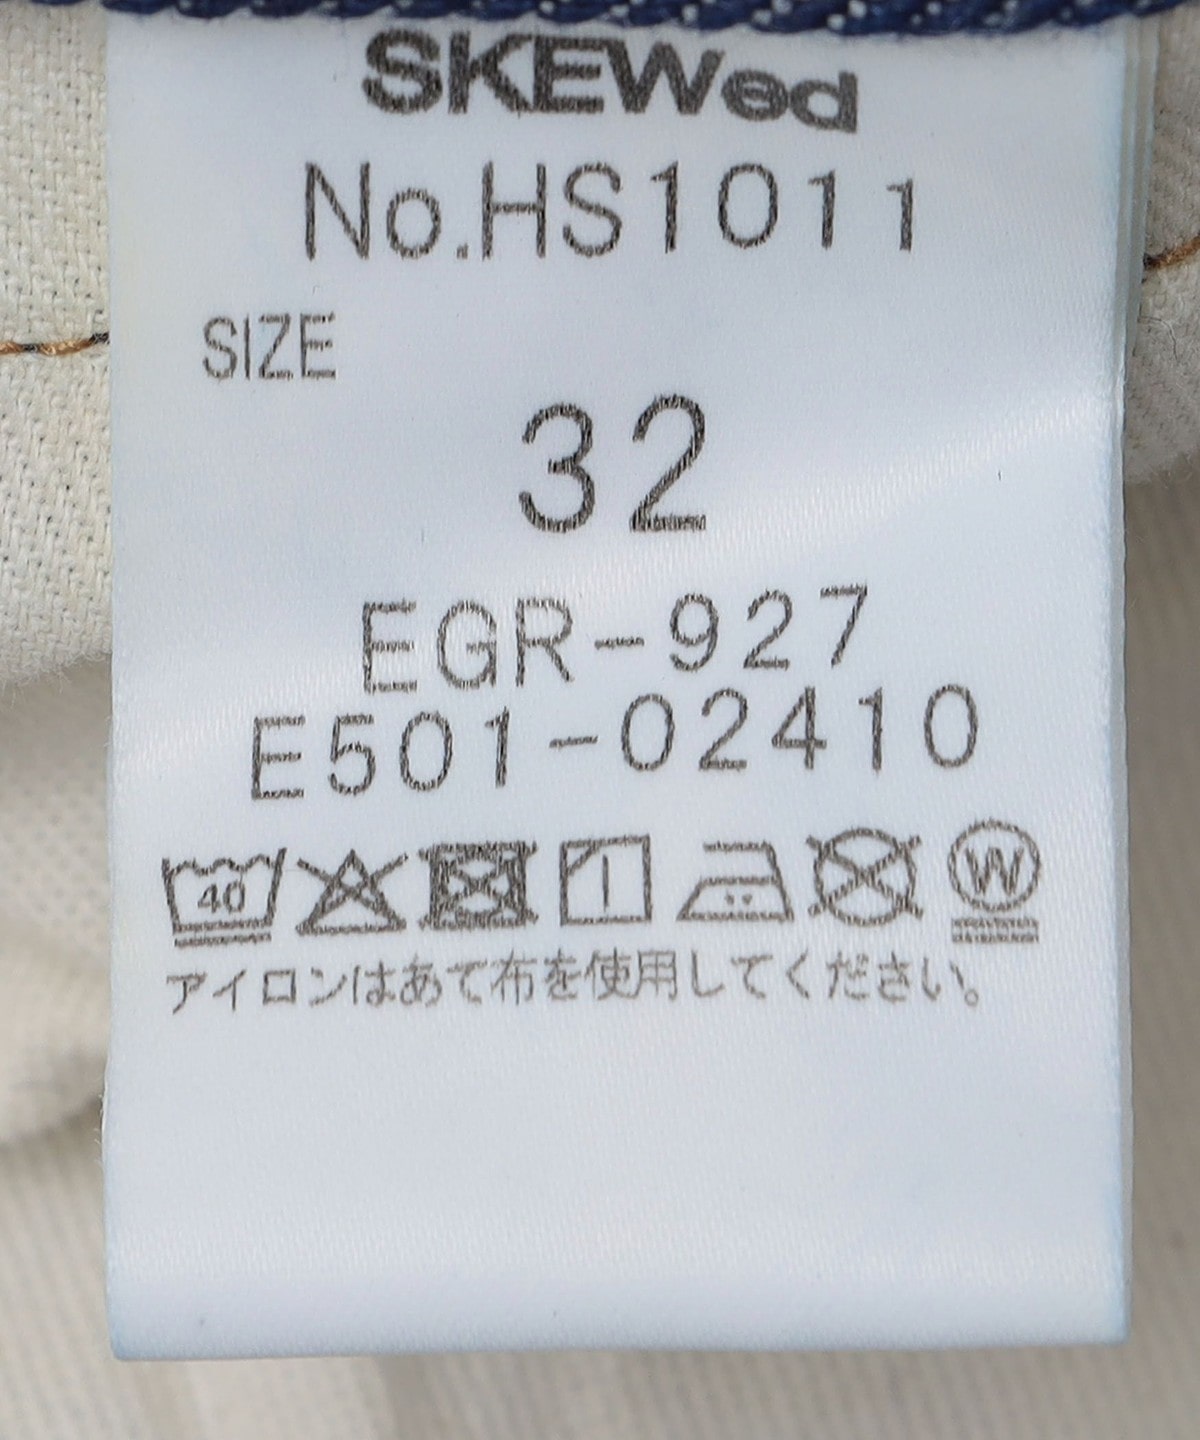 SKEWed
No.HS1011
SIZE
32
EGR-927
E501-02410
40 W
アイロンはあて布を使用してください。